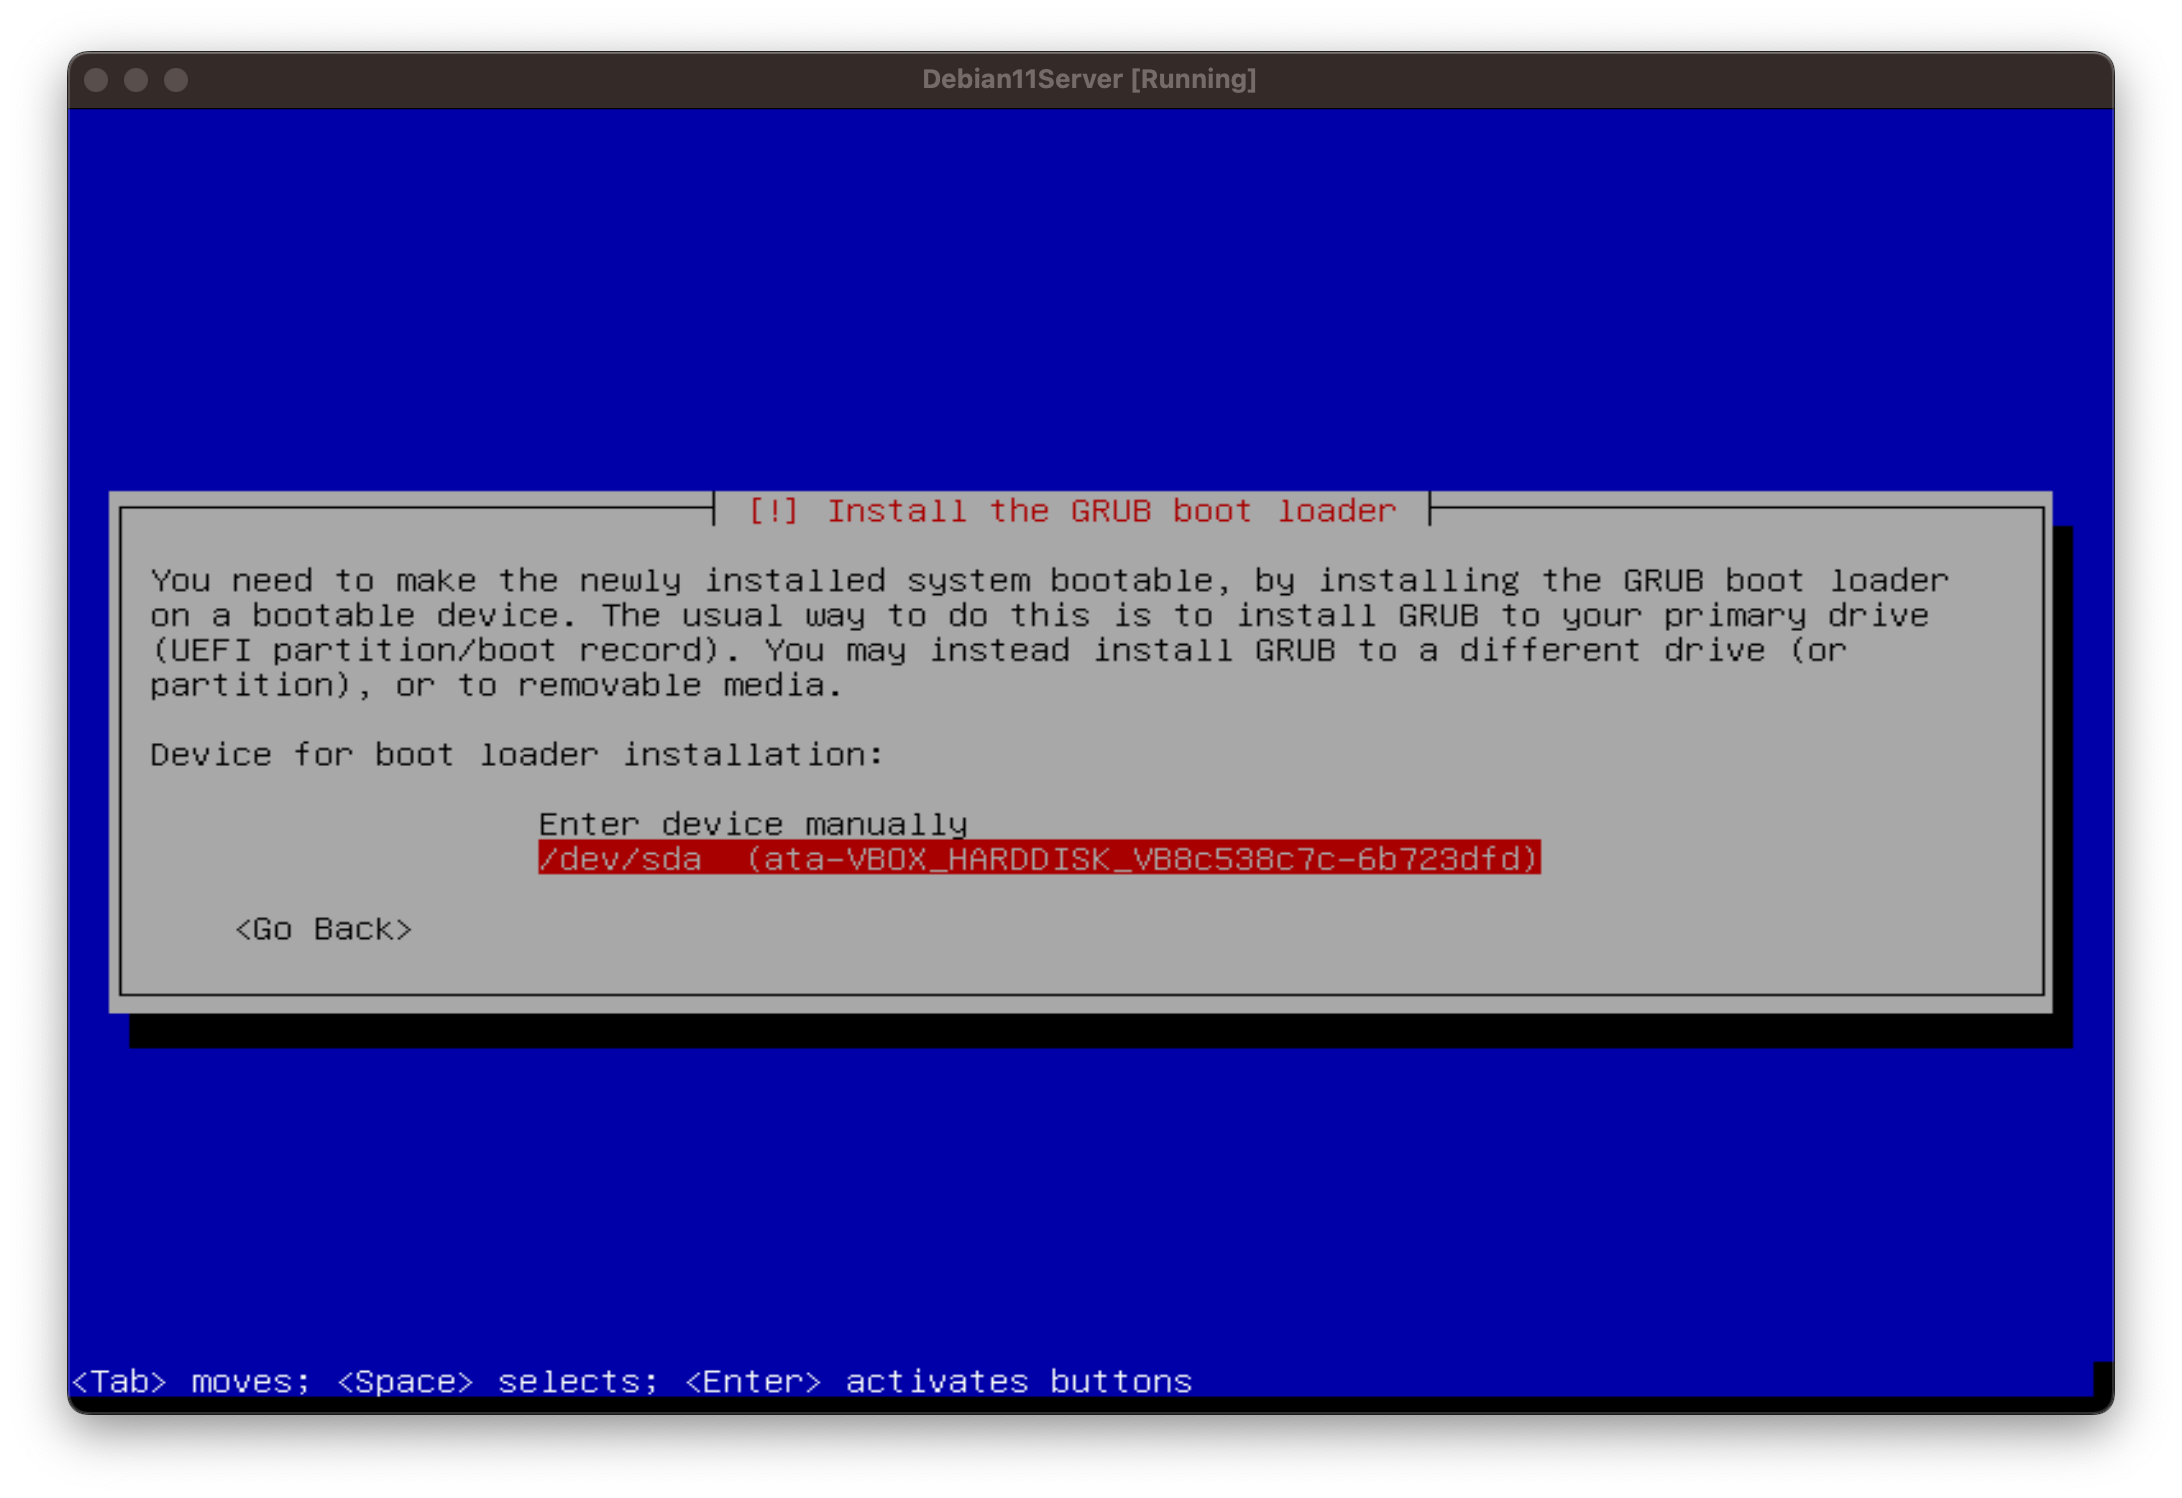 Debian11Server [Running]
[!] Install the GRUB boot loader
You need to make the newly installed system bootable, by installing the GRUB boot loader
on a bootable device. The usual way to do this is to install GRUB to your primary drive
(UEFI partition/boot record). You may instead install GRUB to a different drive (or
partition), or to removable media.
Device for boot loader installation:
Enter device manually
/dev/sda  (ata-VBOX_HARDDISK_VB8c538c7c-6b723dfd)
<Go Back>
<Tab> moves; <Space> selects; <Enter> activates buttons